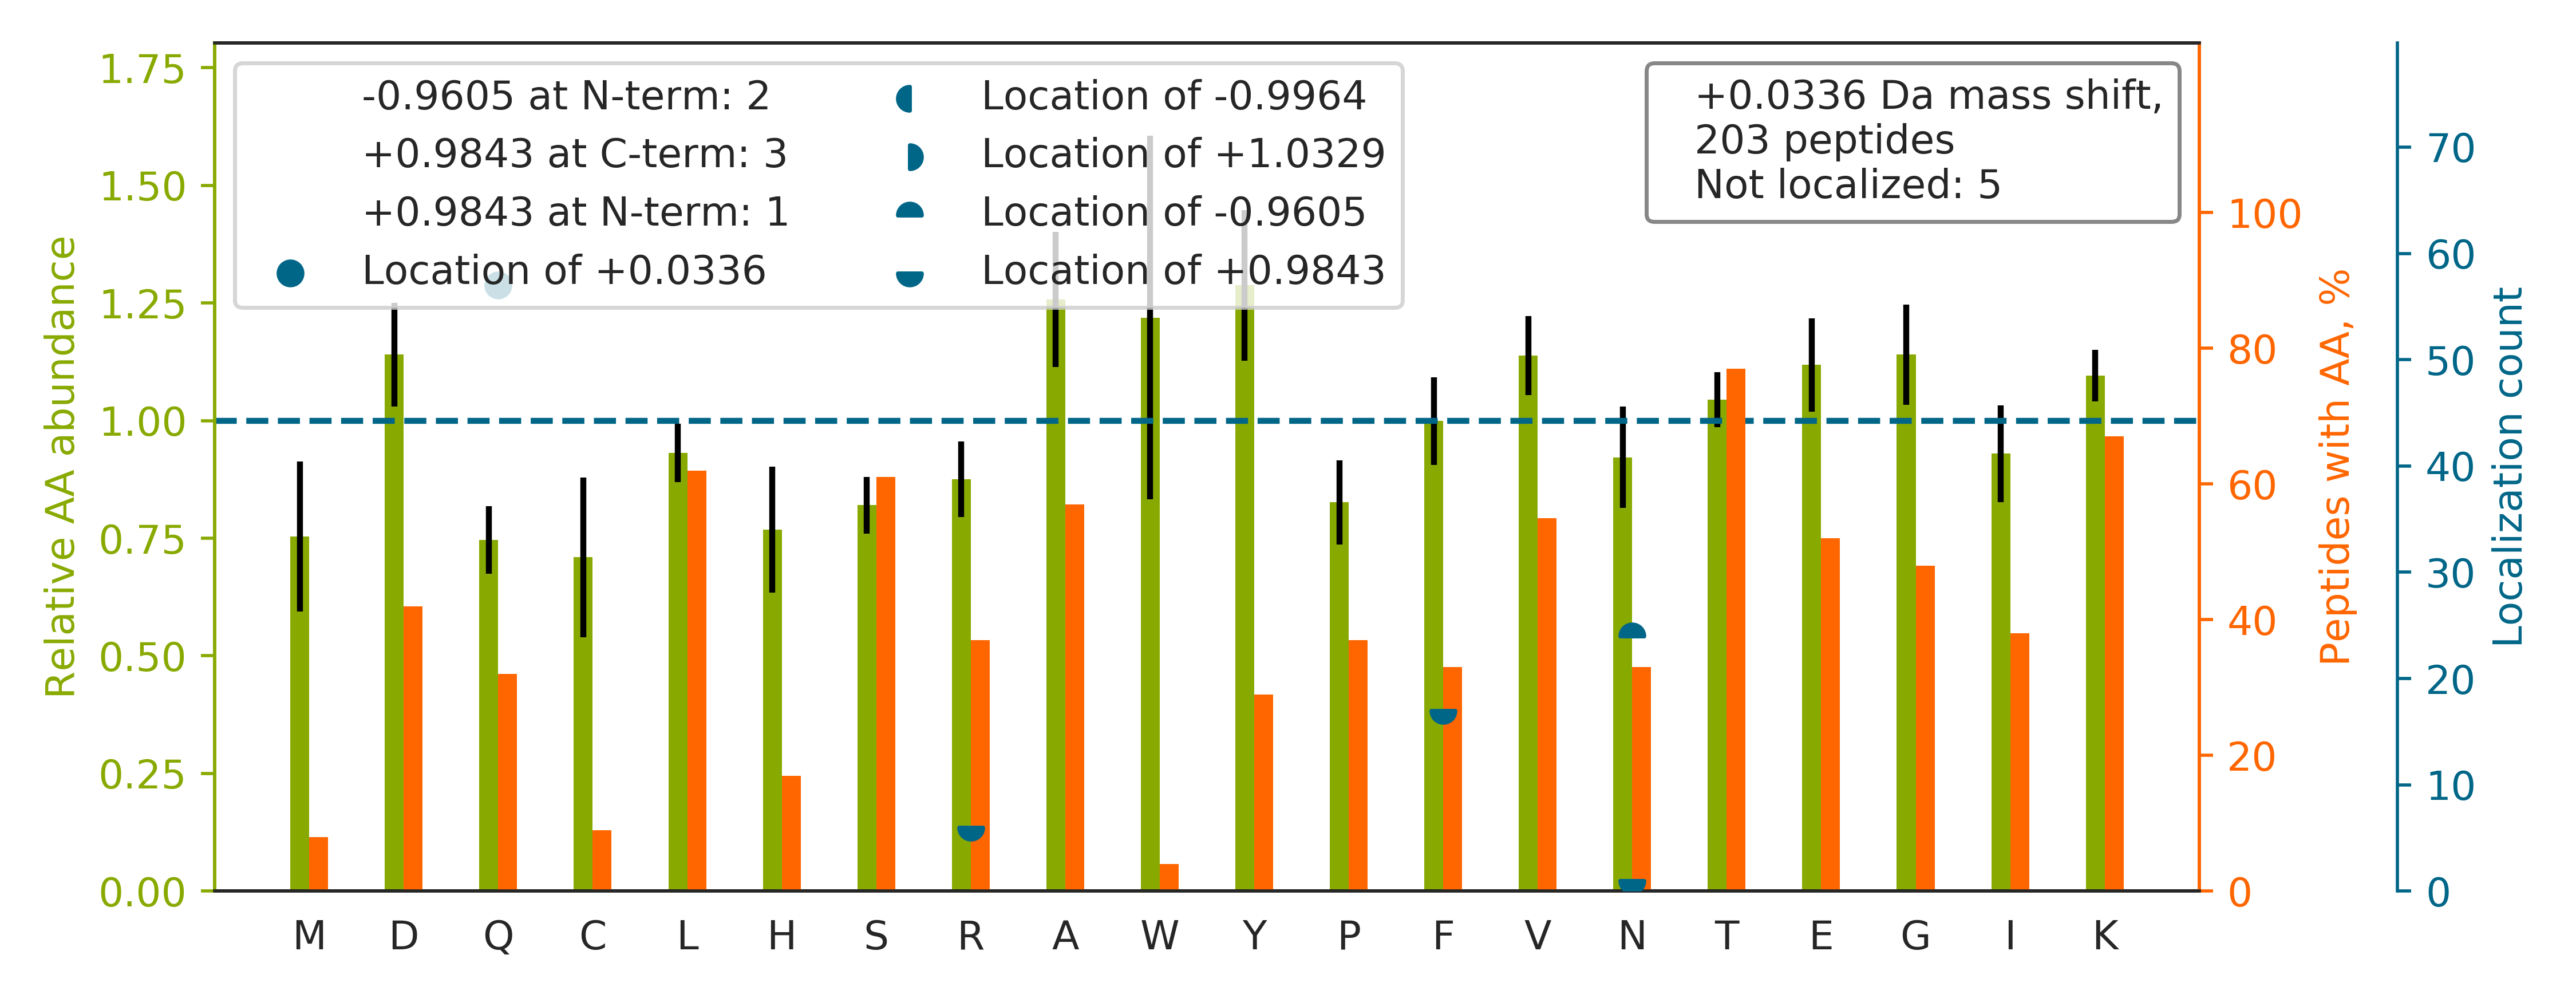 -0.9605 at N-term: 2
+0.9843 at C-term: 3
+0.9843 at N-term: 1
Location of +0.0336
Location of -0.9964
Location of +1.0329
Location of -0.9605
Location of +0.9843
+0.0336 Da mass shift,
203 peptides
Not localized: 5
Relative AA abundance
1.75
1.50
1.25
1.00
0.75
0.50
0.25
0.00
M D Q C L H S R A W Y P F V N T E G I K
100
80
60
40
20
0
Peptides with AA, %
70
60
50
40
30
20
10
0
Localization count